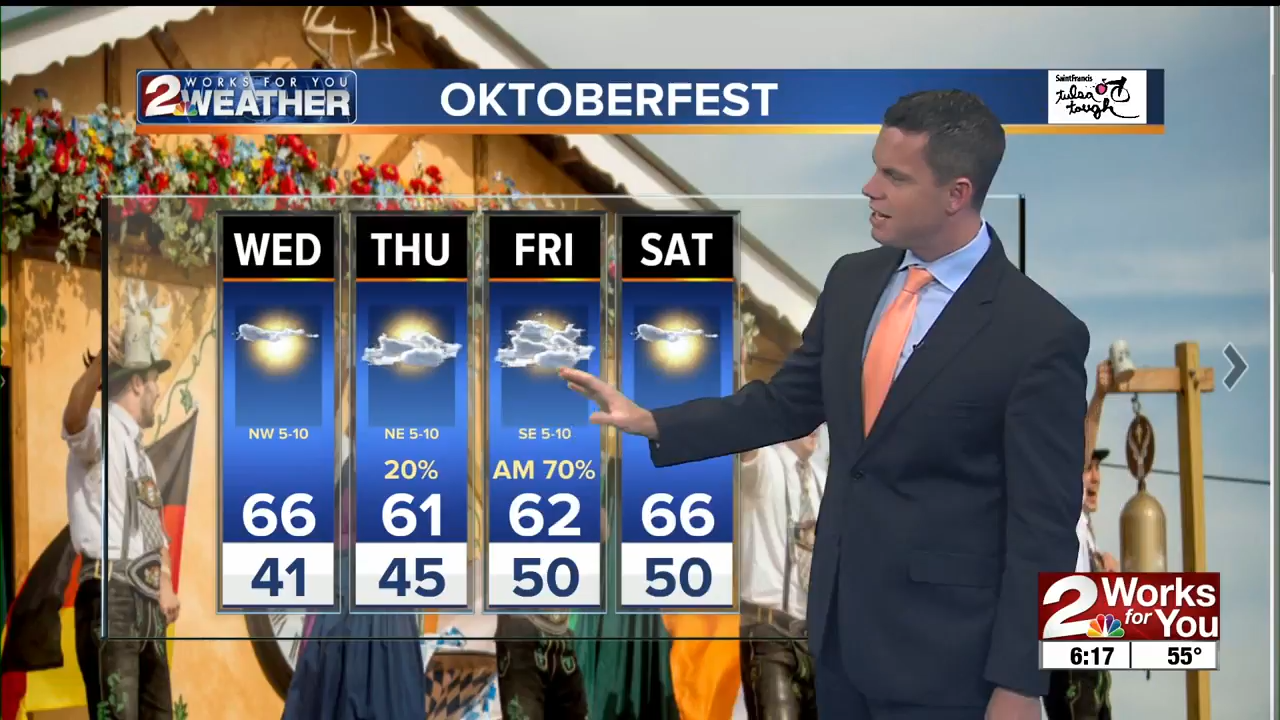 2 WORKS FOR YOU
WEATHER
OKTOBERFEST
SaintFrancis
tulsa
tough
WED
THU
FRI
SAT
NW 5-10
NE 5-10
SE 5-10
20%
AM 70%
66
61
62
66
41
45
50
50
2 Works
for You
6:17
55°